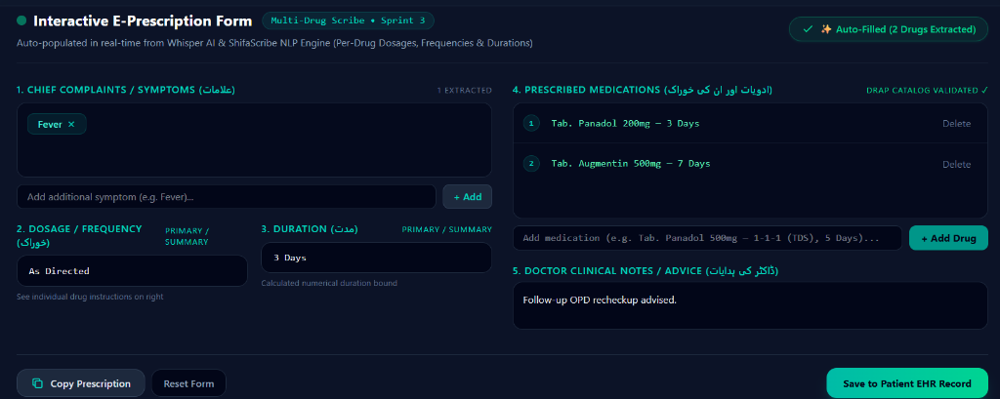 Interactive E-Prescription Form
Multi-Drug Scribe • Sprint 3
Auto-populated in real-time from Whisper AI & ShifaScribe NLP Engine (Per-Drug Dosages, Frequencies & Durations)
✓ ✨ Auto-Filled (2 Drugs Extracted)
1. CHIEF COMPLAINTS / SYMPTOMS (علامات)
1 EXTRACTED
Fever ×
Add additional symptom (e.g. Fever)...
+ Add
2. DOSAGE / FREQUENCY (خوراک)
PRIMARY / SUMMARY
As Directed
See individual drug instructions on right
3. DURATION (مدت)
PRIMARY / SUMMARY
3 Days
Calculated numerical duration bound
4. PRESCRIBED MEDICATIONS (ادویات اور ان کی خوراک)
DRAP CATALOG VALIDATED ✓
1 Tab. Panadol 200mg — 3 Days
Delete
2 Tab. Augmentin 500mg — 7 Days
Delete
Add medication (e.g. Tab. Panadol 500mg — 1-1-1 (TDS), 5 Days)...
+ Add Drug
5. DOCTOR CLINICAL NOTES / ADVICE (ڈاکٹر کی ہدایات)
Follow-up OPD recheckup advised.
Copy Prescription
Reset Form
Save to Patient EHR Record